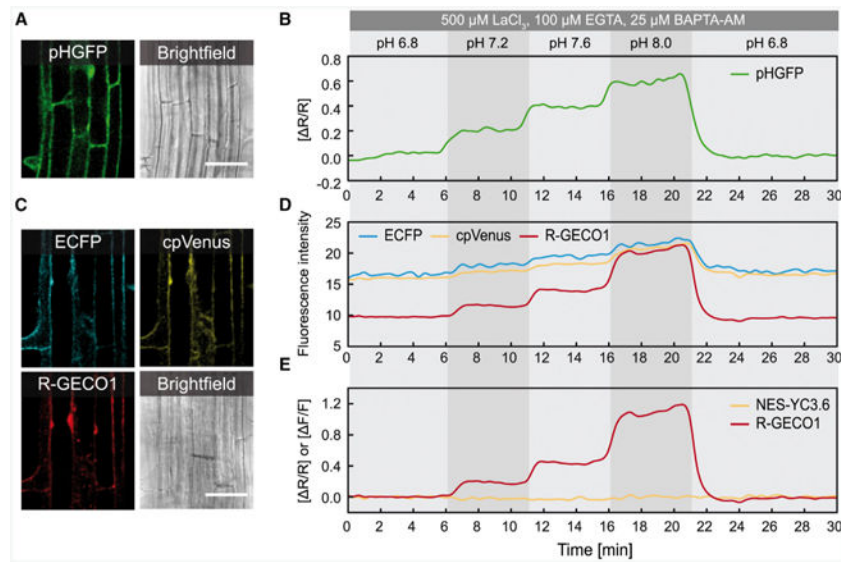 A
pHGFP Brightfield
B
500 µM LaCl₃, 100 µM EGTA, 25 µM BAPTA-AM
pH 6.8 pH 7.2 pH 7.6 pH 8.0 pH 6.8
[ΔR/R]
0.8
0.6
0.4
0.2
0.0
-0.2
pHGFP
0 2 4 6 8 10 12 14 16 18 20 22 24 26 28 30
C
ECFP cpVenus
R-GECO1 Brightfield
D
Fluorescence intensity
25
20
15
10
5
ECFP cpVenus R-GECO1
0 2 4 6 8 10 12 14 16 18 20 22 24 26 28 30
E
[ΔR/R] or [ΔF/F]
1.2
0.8
0.4
0.0
NES-YC3.6
R-GECO1
0 2 4 6 8 10 12 14 16 18 20 22 24 26 28 30
Time [min]